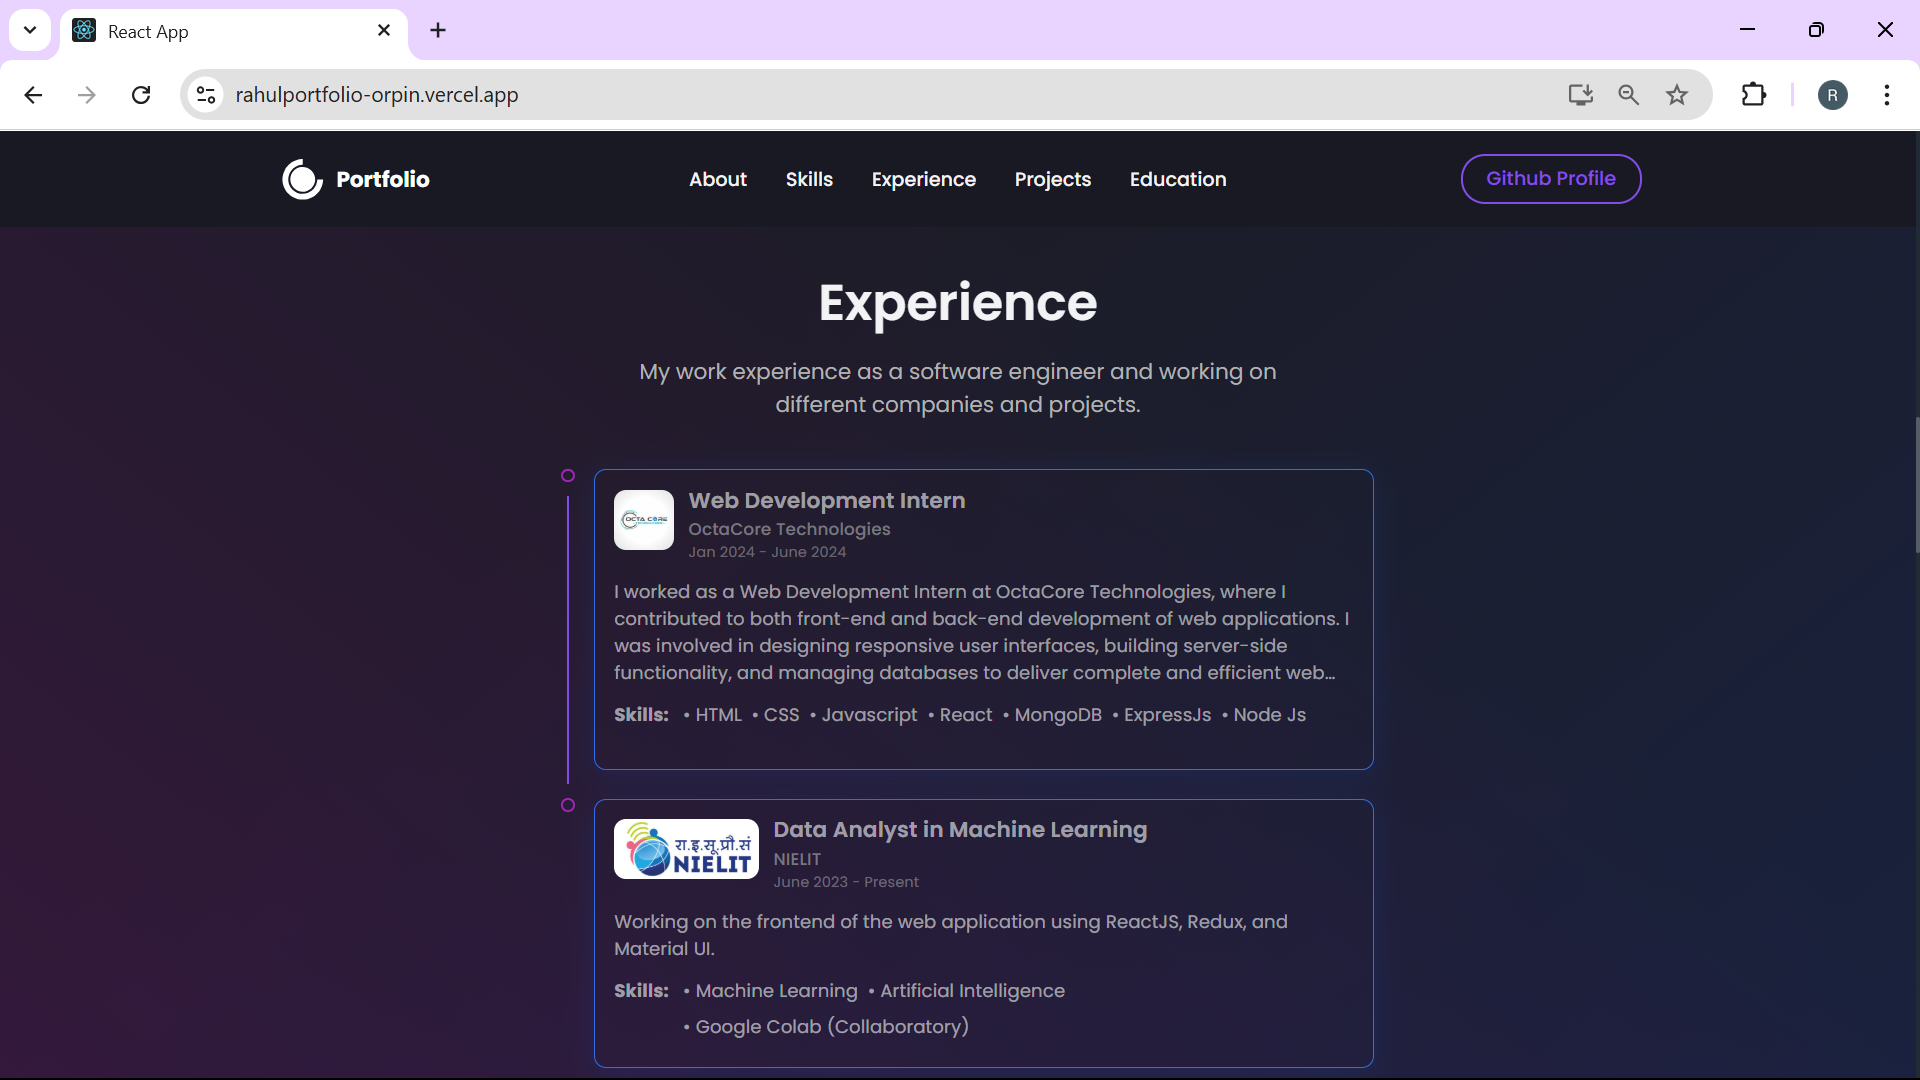 React App
rahulportfolio-orpin.vercel.app
R
Portfolio
About
Skills
Experience
Projects
Education
Github Profile
Experience
My work experience as a software engineer and working on
different companies and projects.
OCTA CORE
Web Development Intern
OctaCore Technologies
Jan 2024 - June 2024
I worked as a Web Development Intern at OctaCore Technologies, where I
contributed to both front-end and back-end development of web applications. I
was involved in designing responsive user interfaces, building server-side
functionality, and managing databases to deliver complete and efficient web...
Skills: • HTML • CSS • Javascript • React • MongoDB • ExpressJs • Node Js
रा.इ.सू.प्रौ.सं
NIELIT
Data Analyst in Machine Learning
NIELIT
June 2023 - Present
Working on the frontend of the web application using ReactJS, Redux, and
Material UI.
Skills: • Machine Learning • Artificial Intelligence
• Google Colab (Collaboratory)